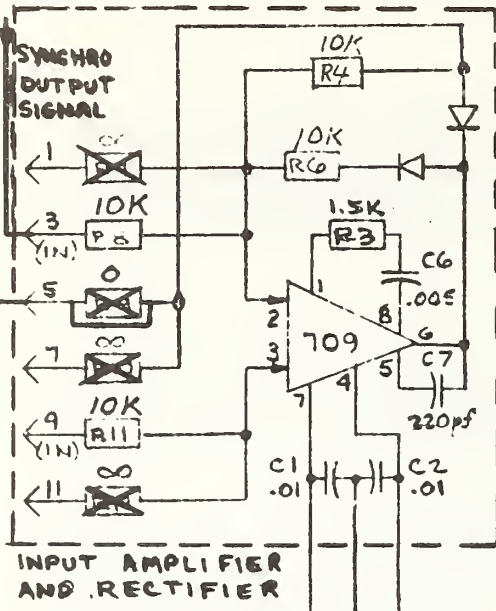 SYNCHRO
OUTPUT
SIGNAL
10K
R4
1
∞
10K
R6
3
(IN)
10K
1.5K
R3
C6
.005
5
0
1
8
2
709
6
7
∞
3
4
5
C7
7
220pf
9
(IN)
10K
R11
C1
.01
C2
.01
11
∞
INPUT AMPLIFIER
AND RECTIFIER